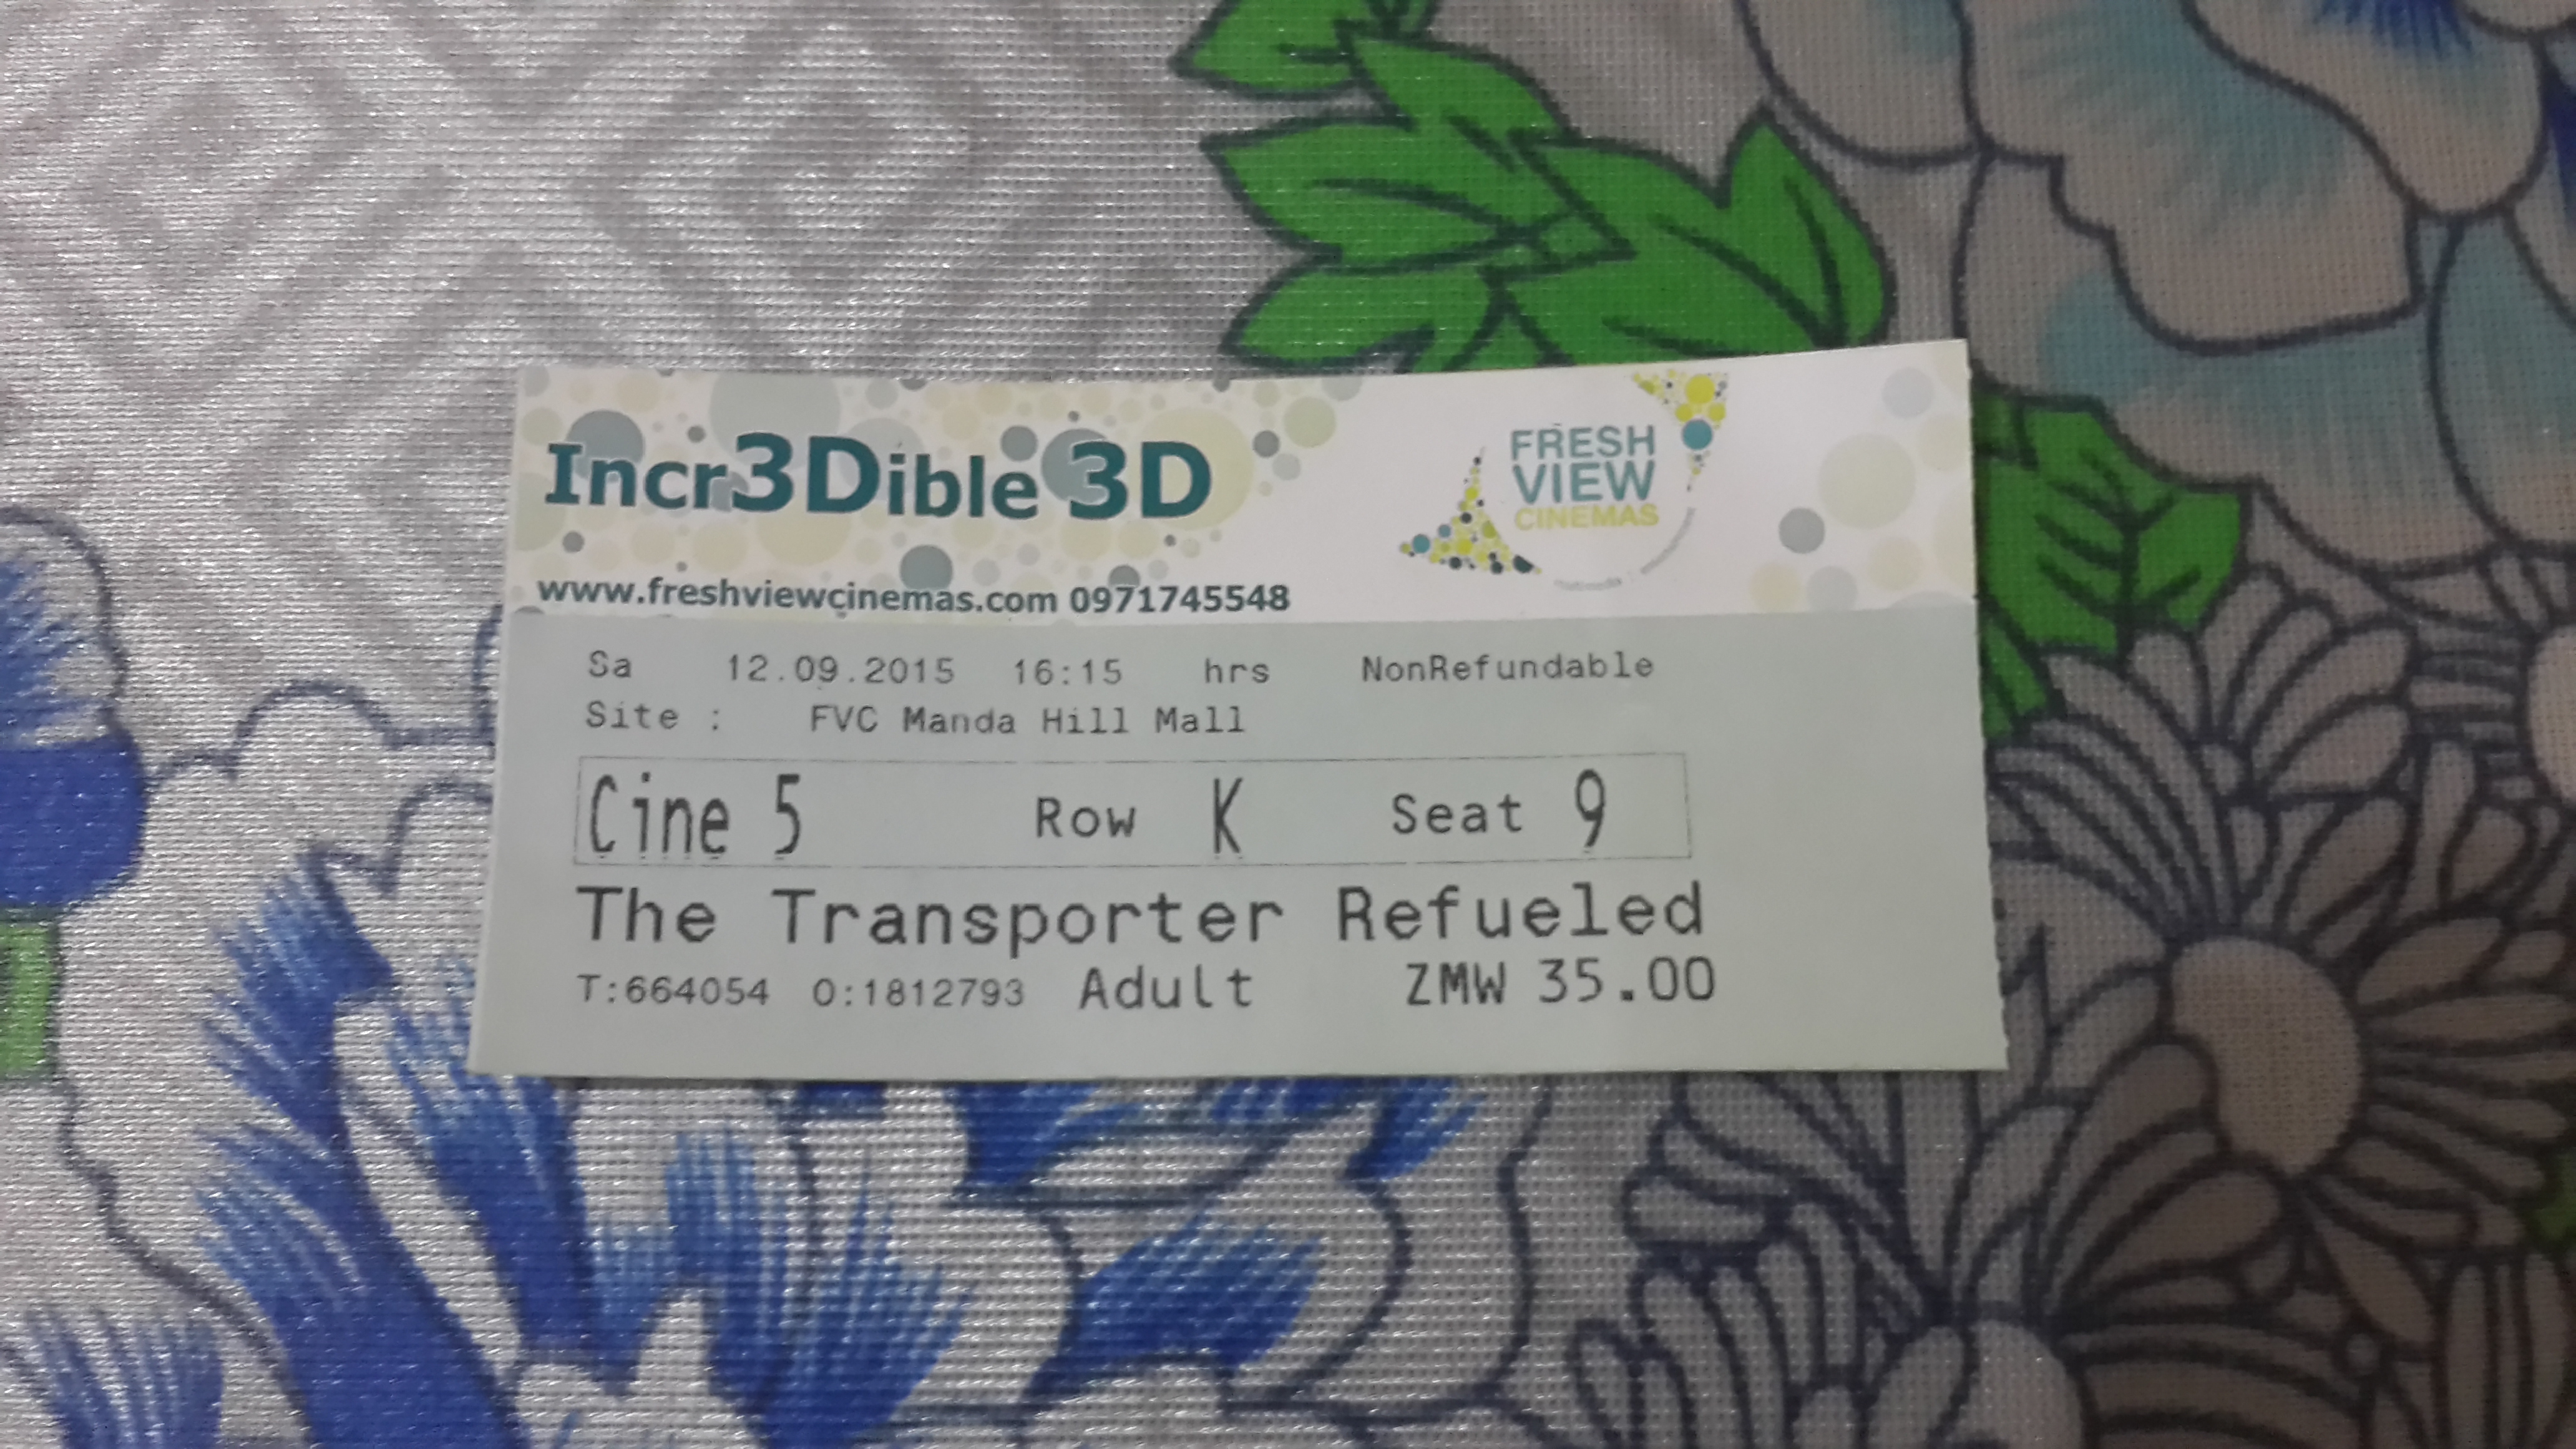 Incr3Dible 3D
FRESH
VIEW
CINEMAS
www.freshviewcinemas.com 0971745548
Sa 12.09.2015 16:15 hrs NonRefundable
Site : FVC Manda Hill Mall
Cine 5 Row K Seat 9
The Transporter Refueled
T:664054 O:1812793 Adult ZMW 35.00